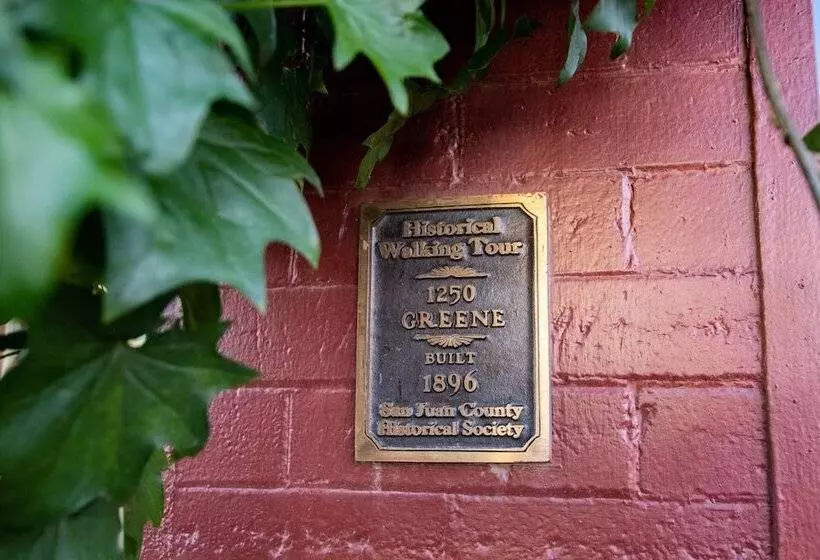 Historical
Walking Tour
1250
GREENE
BUILT
1896
San Juan County
Historical Society